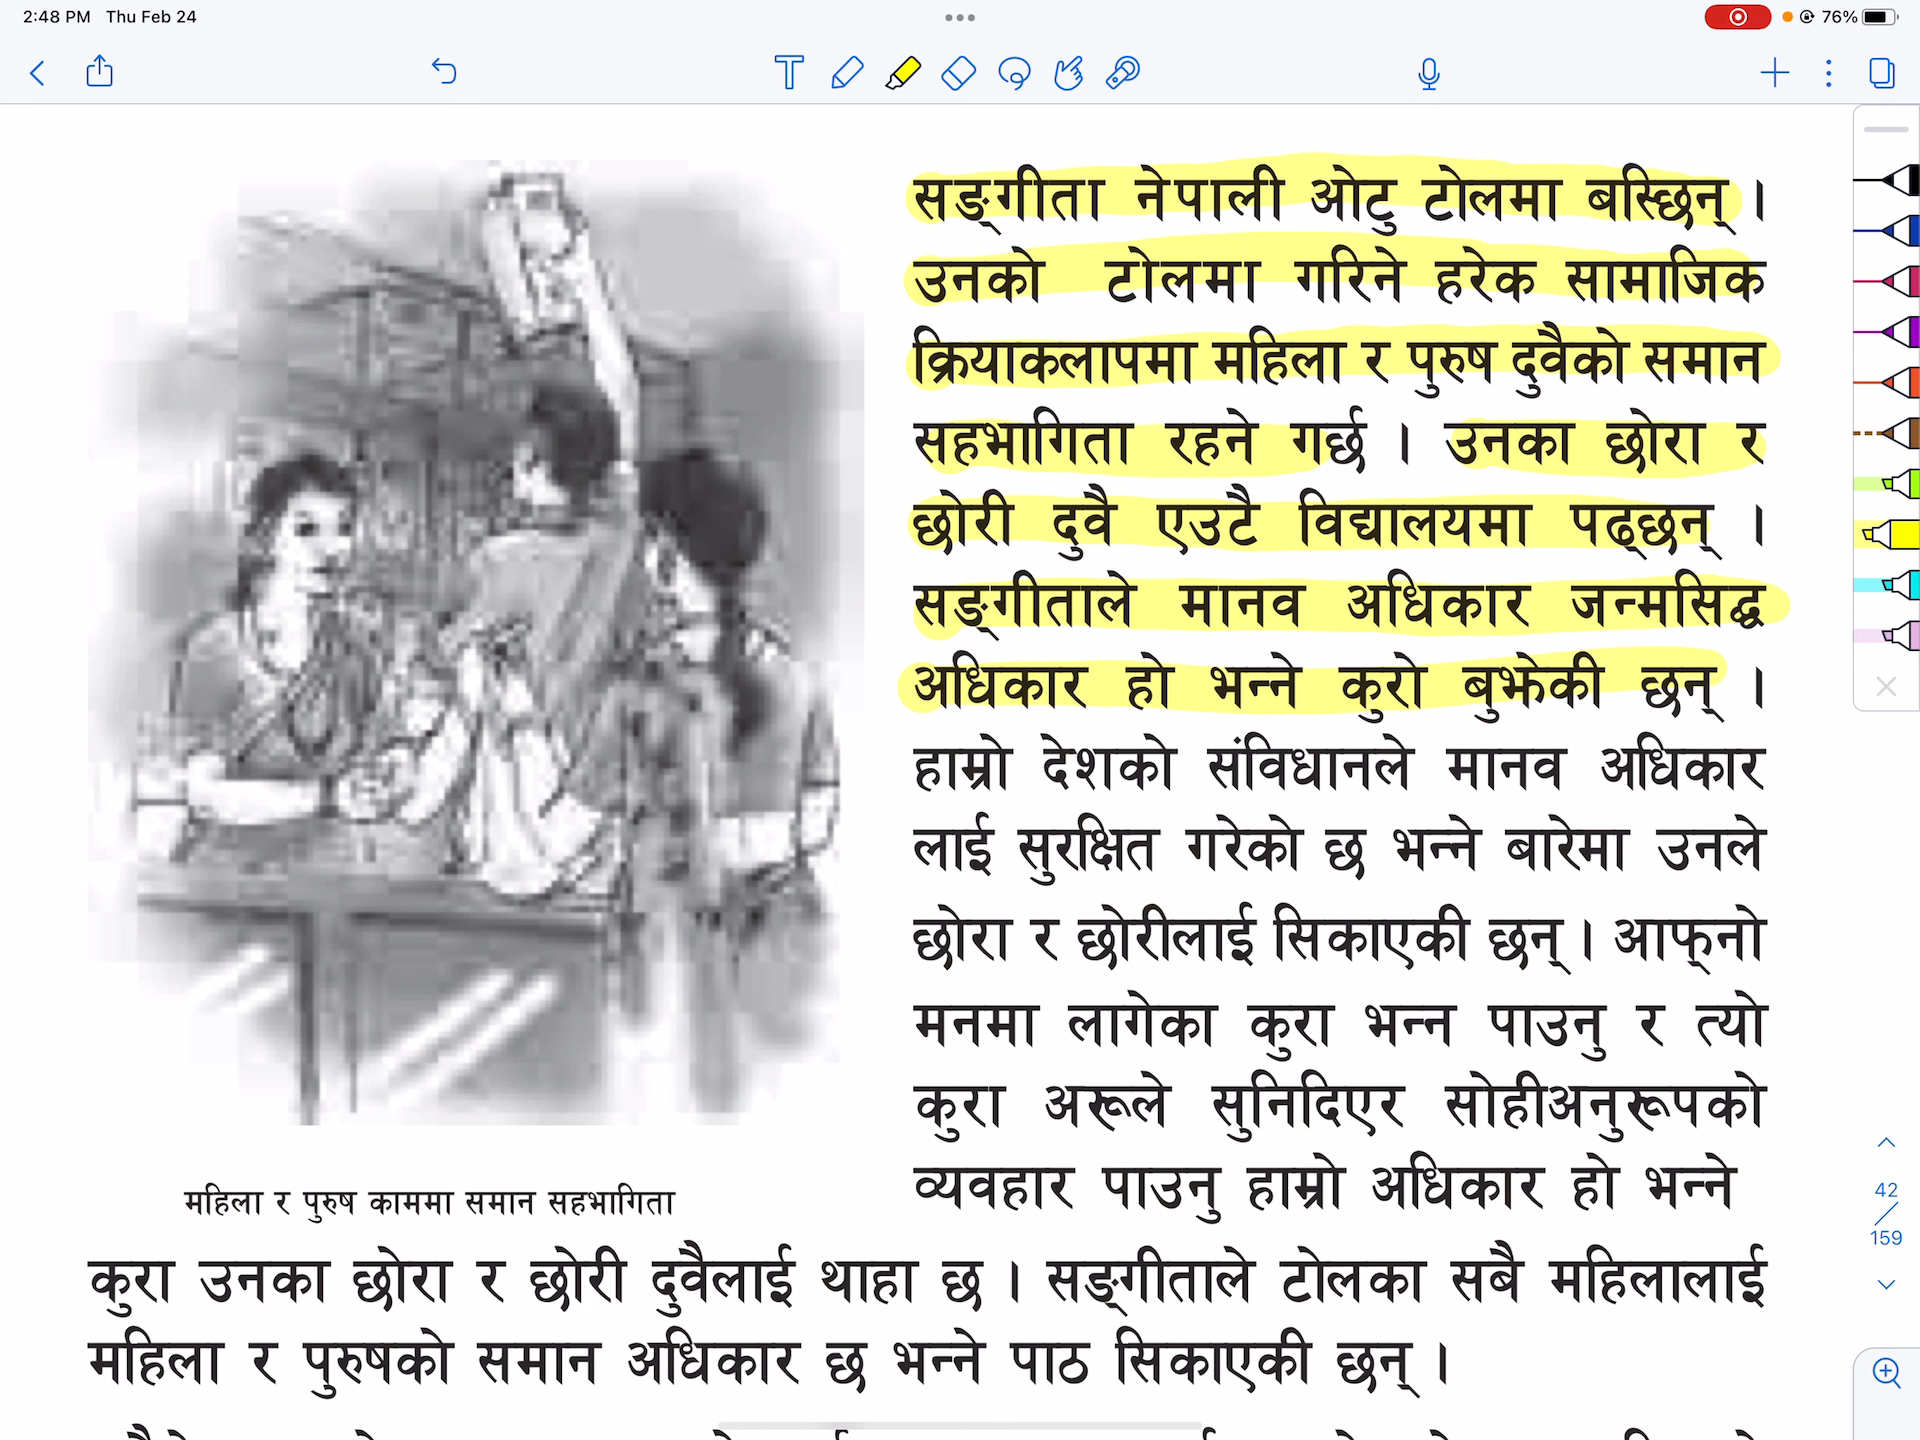 2:48 PM Thu Feb 24
76%
सङ्गीता नेपाली ओटु टोलमा बस्छिन् ।
उनको टोलमा गरिने हरेक सामाजिक
क्रियाकलापमा महिला र पुरुष दुवैको समान
सहभागिता रहने गर्छ । उनका छोरा र
छोरी दुवै एउटै विद्यालयमा पढ्छन् ।
सङ्गीताले मानव अधिकार जन्मसिद्ध
अधिकार हो भन्ने कुरो बुझेकी छन् ।
हाम्रो देशको संविधानले मानव अधिकार
लाई सुरक्षित गरेको छ भन्ने बारेमा उनले
छोरा र छोरीलाई सिकाएकी छन् । आफ्‌नो
मनमा लागेका कुरा भन्न पाउनु र त्यो
कुरा अरूले सुनिदिएर सोहीअनुरूपको
व्यवहार पाउनु हाम्रो अधिकार हो भन्ने
महिला र पुरुष काममा समान सहभागिता
कुरा उनका छोरा र छोरी दुवैलाई थाहा छ । सङ्गीताले टोलका सबै महिलालाई
महिला र पुरुषको समान अधिकार छ भन्ने पाठ सिकाएकी छन् ।
42
159